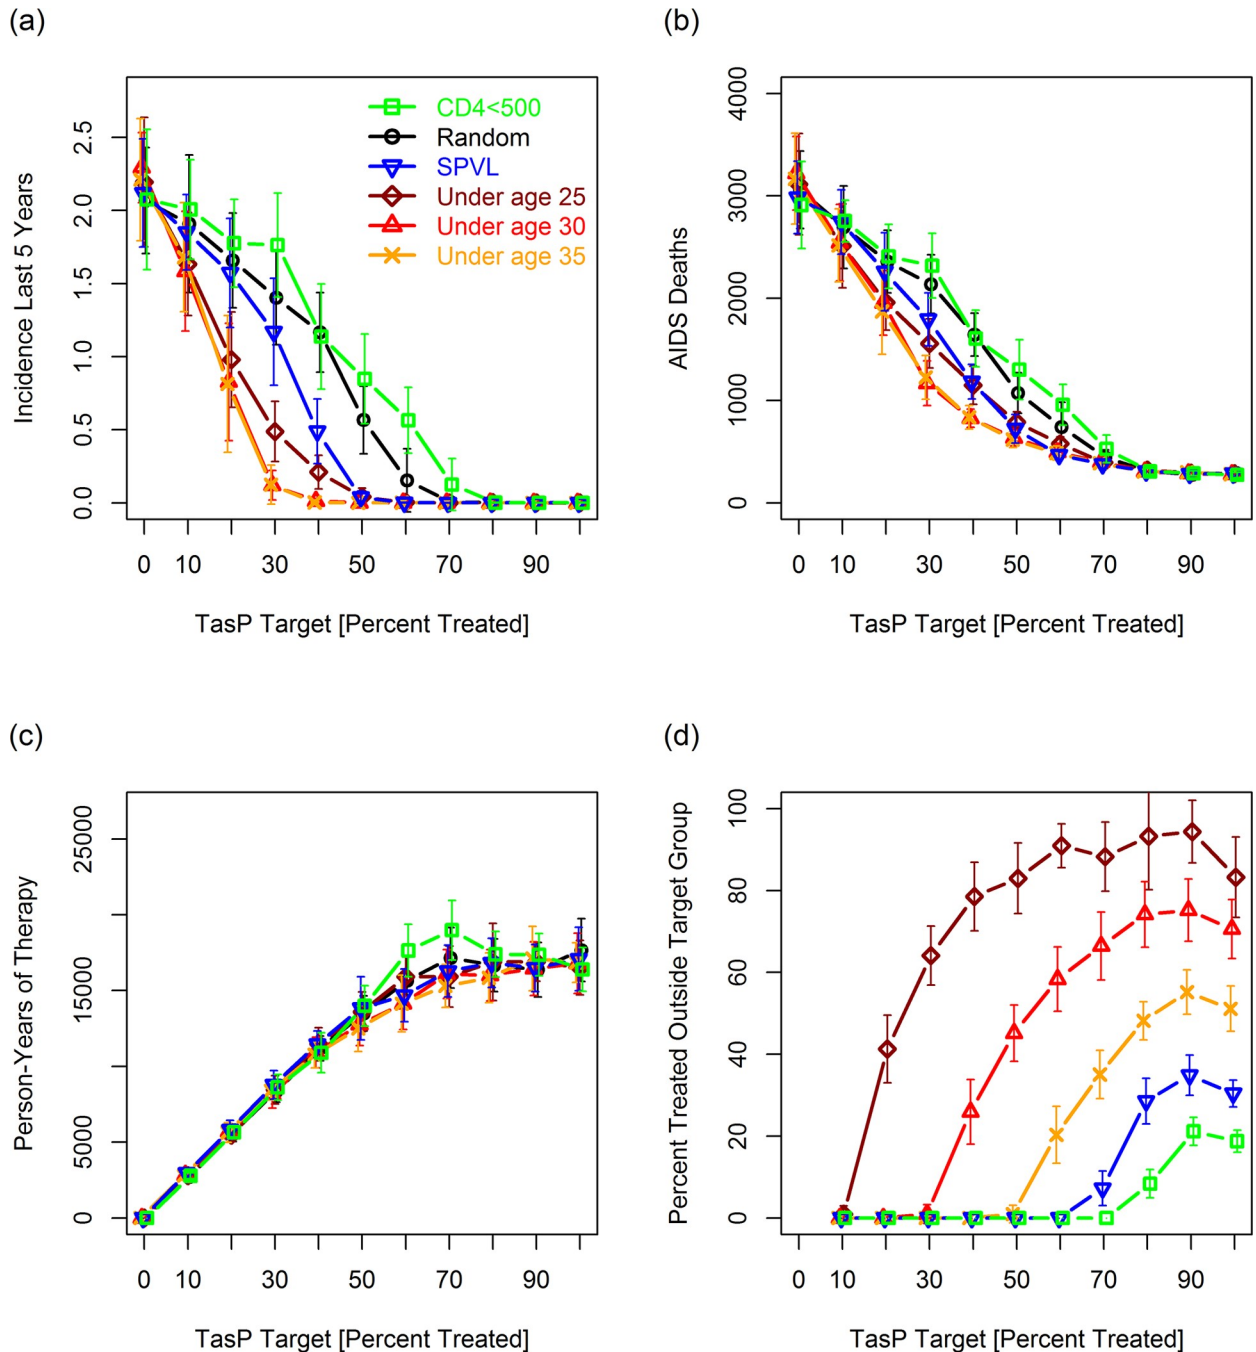 (a)
2.5
2.0
1.5
1.0
0.5
0.0
Incidence Last 5 Years
CD4<500
Random
SPVL
Under age 25
Under age 30
Under age 35
0 10 30 50 70 90
TasP Target [Percent Treated]
(b)
4000
3000
2000
1000
0
AIDS Deaths
0 10 30 50 70 90
TasP Target [Percent Treated]
(c)
25000
15000
5000
0
Person-Years of Therapy
0 10 30 50 70 90
TasP Target [Percent Treated]
(d)
100
80
60
40
20
0
Percent Treated Outside Target Group
0 10 30 50 70 90
TasP Target [Percent Treated]